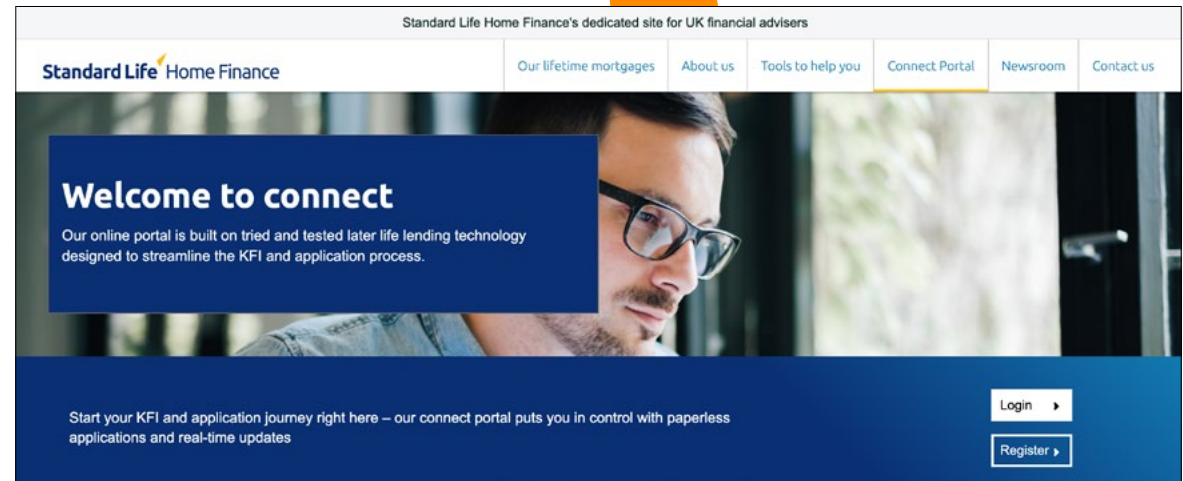 Standard Life Home Finance's dedicated site for UK financial advisers
Standard Life Home Finance
Our lifetime mortgages
About us
Tools to help you
Connect Portal
Newsroom
Contact us
Welcome to connect
Our online portal is built on tried and tested later life lending technology
designed to streamline the KFI and application process.
Start your KFI and application journey right here – our connect portal puts you in control with paperless
applications and real-time updates
Login
Register